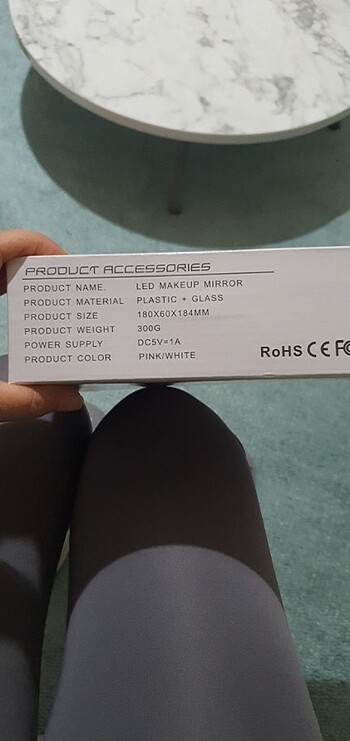 PRODUCT ACCESSORIES
PRODUCT NAME. LED MAKEUP MIRROR
PRODUCT MATERIAL PLASTIC + GLASS
PRODUCT SIZE 180X60X184MM
PRODUCT WEIGHT 300G
POWER SUPPLY DC5V=1A
PRODUCT COLOR PINK/WHITE
RoHS CE FC